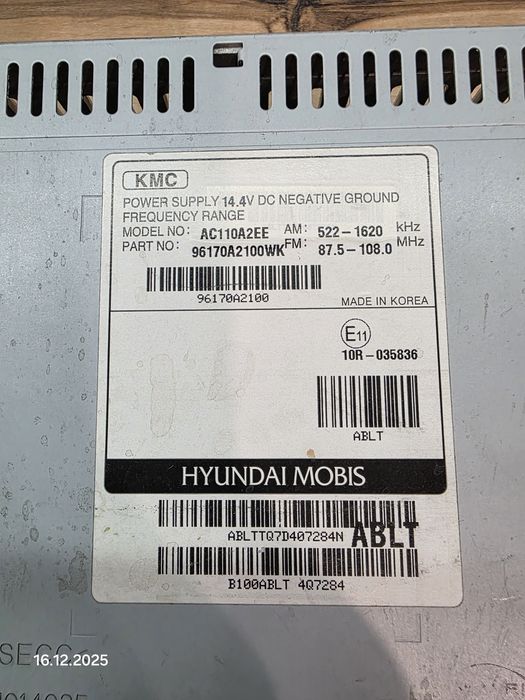 KMC
POWER SUPPLY 14.4V DC NEGATIVE GROUND
FREQUENCY RANGE
MODEL NO: AC110A2EE AM: 522-1620 kHz
PART NO: 96170A2100WK FM: 87.5-108.0 MHz
96170A2100
MADE IN KOREA
E11
10R-035836
ABLT
HYUNDAI MOBIS
ABLTTQ7D407284N ABLT
B100ABLT 4Q7284
16.12.2025